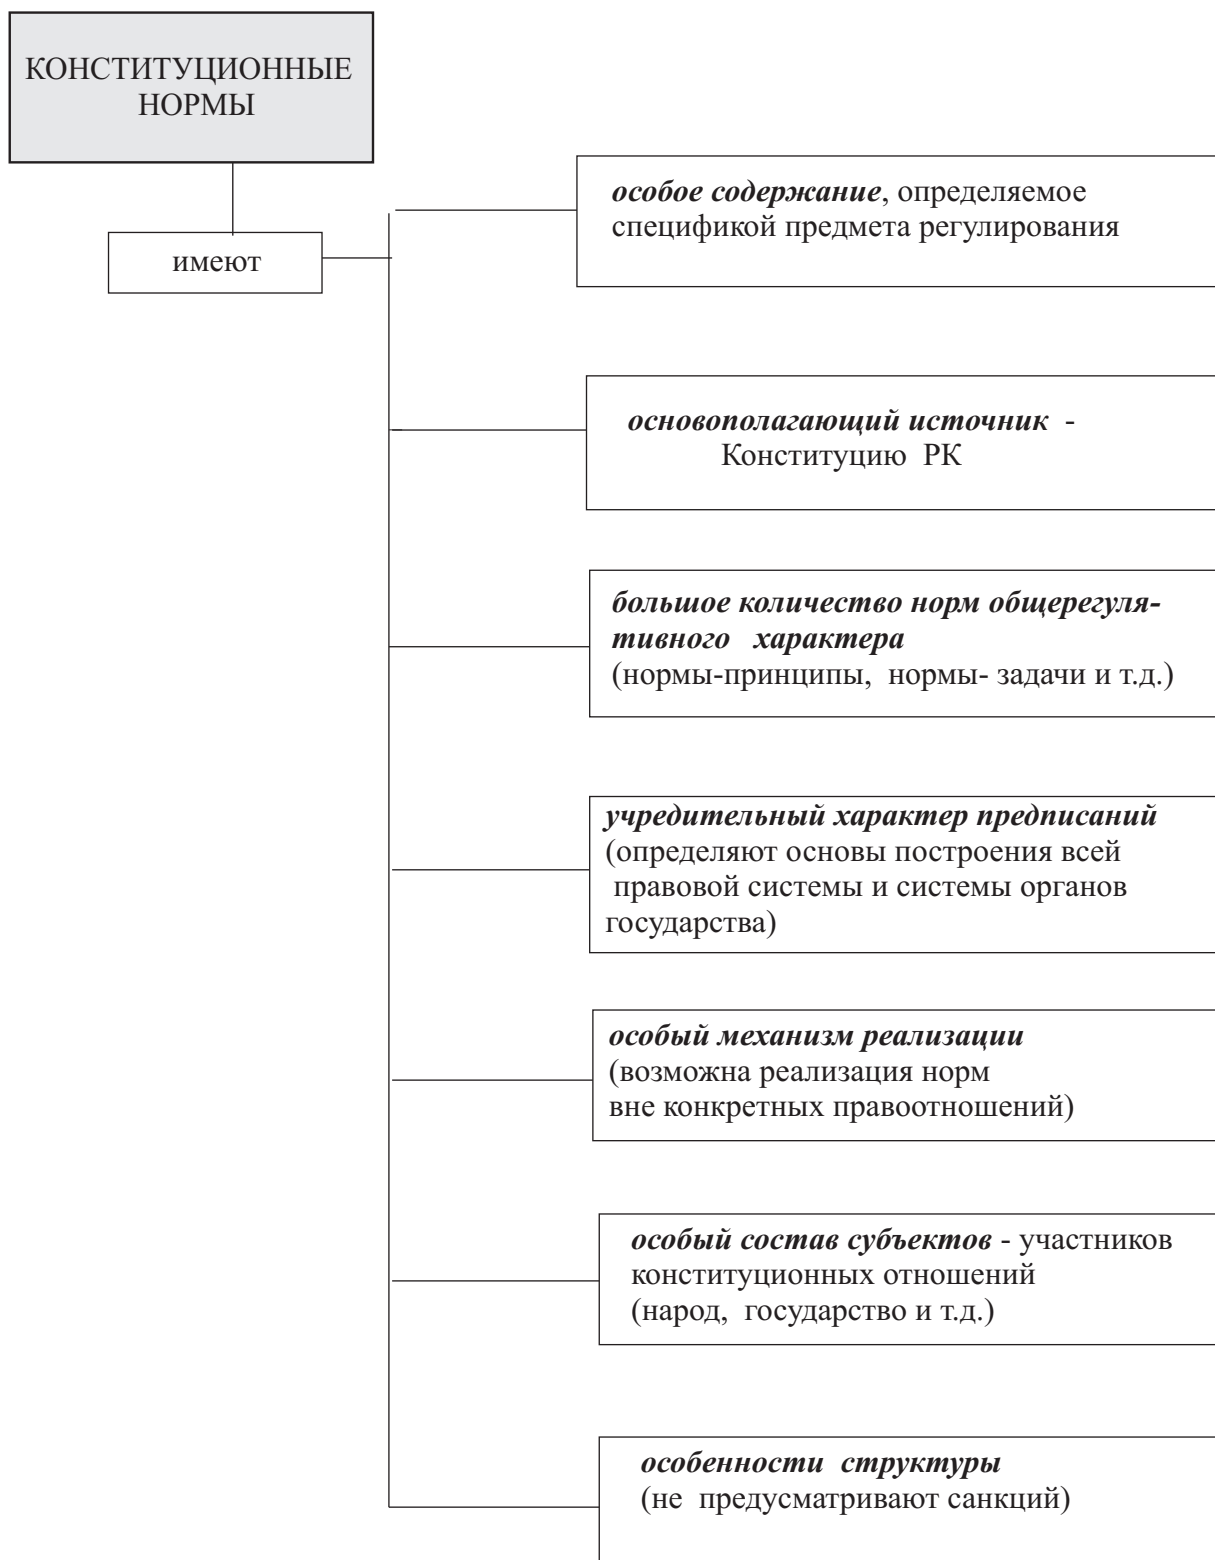 КОНСТИТУЦИОННЫЕ
НОРМЫ
имеют
особое содержание, определяемое
спецификой предмета регулирования
основополагающий источник -
Конституцию РК
большое количество норм общерегуля-
тивного характера
(нормы-принципы, нормы- задачи и т.д.)
учредительный характер предписаний
(определяют основы построения всей
правовой системы и системы органов
государства)
особый механизм реализации
(возможна реализация норм
вне конкретных правоотношений)
особый состав субъектов - участников
конституционных отношений
(народ, государство и т.д.)
особенности структуры
(не предусматривают санкций)